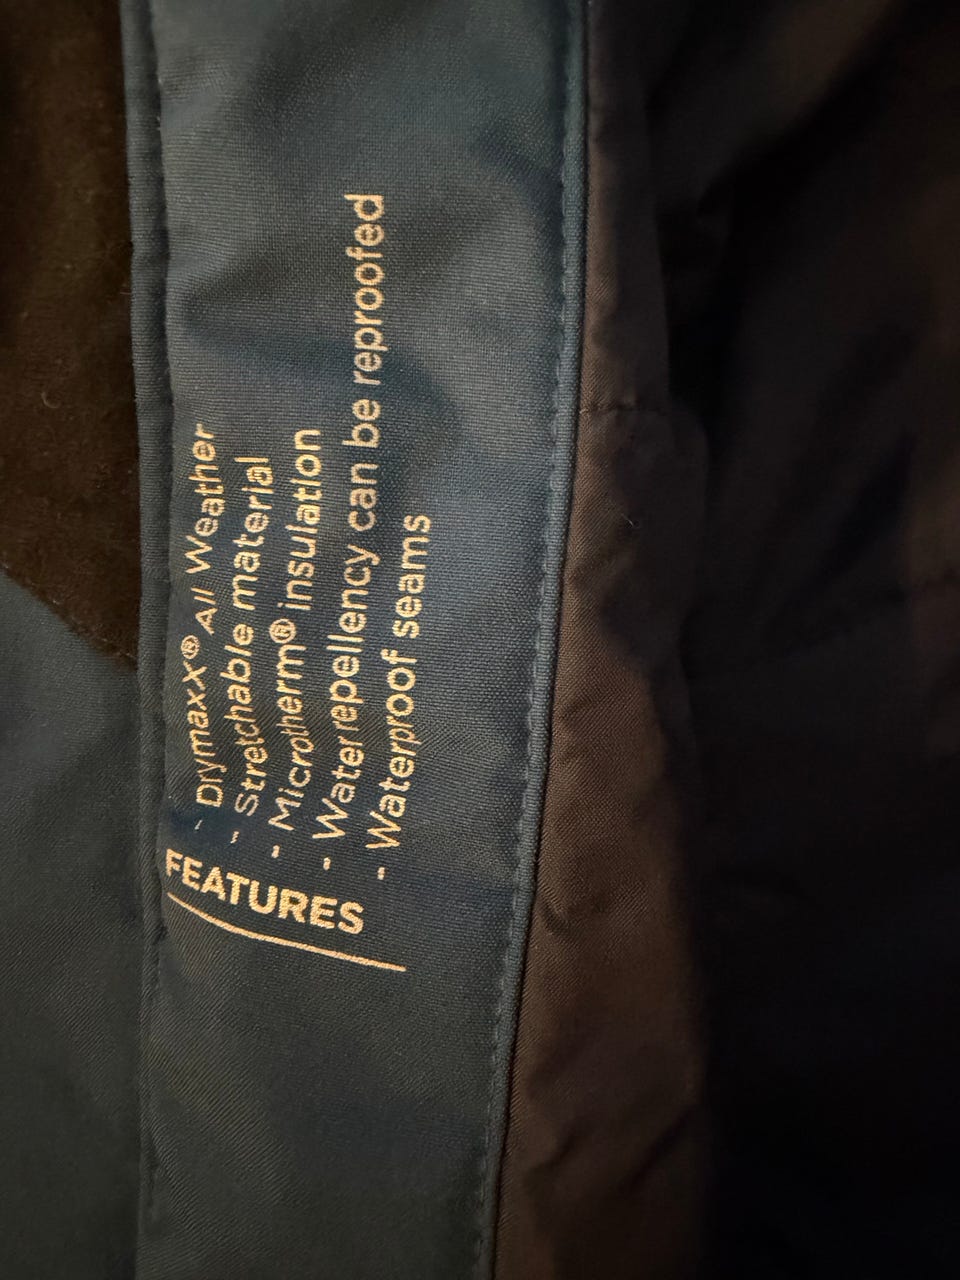 FEATURES
- Drymaxx® All Weather
- Stretchable material
- Microtherm® insulation
- Water repellency can be reproofed
- Waterproof seams